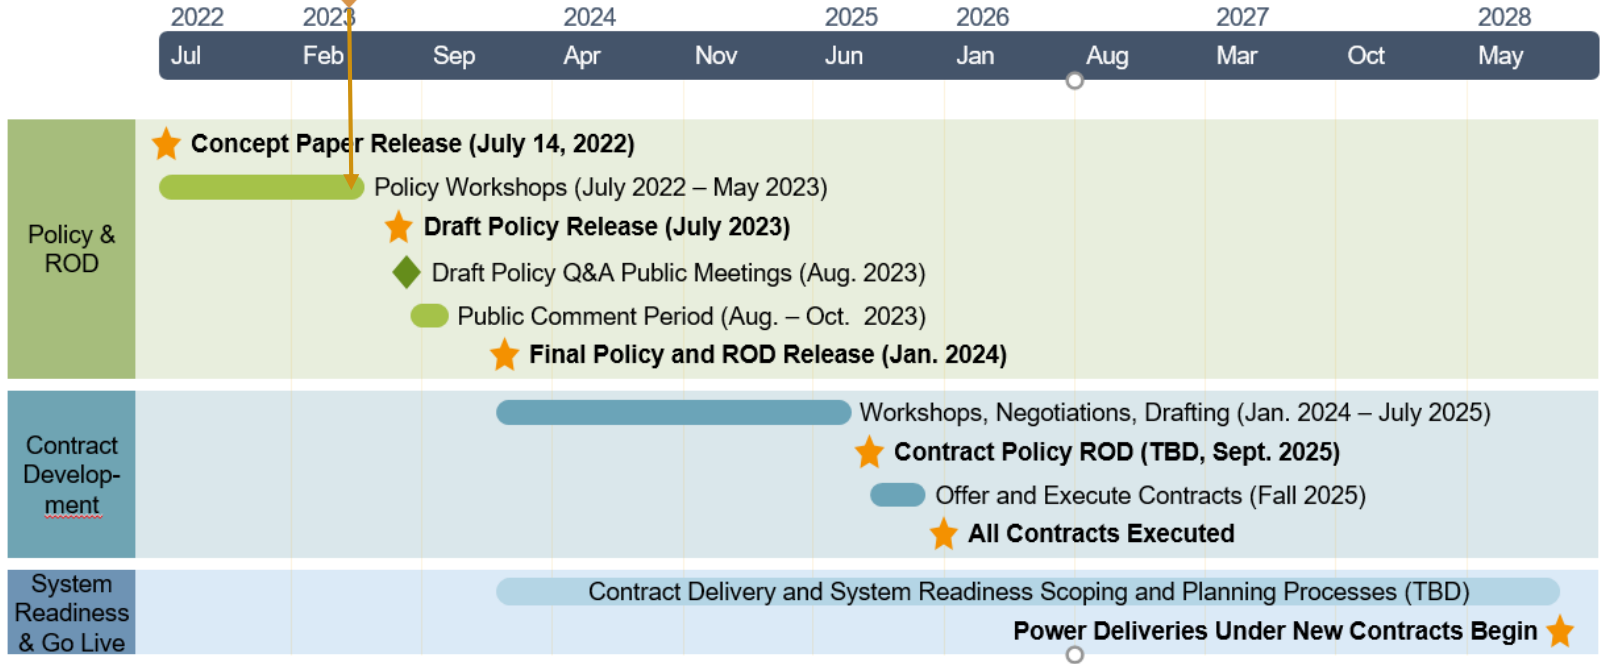 2022 2023 2024 2025 2026 2027 2028
Jul Feb Sep Apr Nov Jun Jan Aug Mar Oct May
Policy &
ROD
Concept Paper Release (July 14, 2022)
Policy Workshops (July 2022 – May 2023)
Draft Policy Release (July 2023)
Draft Policy Q&A Public Meetings (Aug. 2023)
Public Comment Period (Aug. – Oct.  2023)
Final Policy and ROD Release (Jan. 2024)
Contract
Develop-
ment
Workshops, Negotiations, Drafting (Jan. 2024 – July 2025)
Contract Policy ROD (TBD, Sept. 2025)
Offer and Execute Contracts (Fall 2025)
All Contracts Executed
System
Readiness
& Go Live
Contract Delivery and System Readiness Scoping and Planning Processes (TBD)
Power Deliveries Under New Contracts Begin